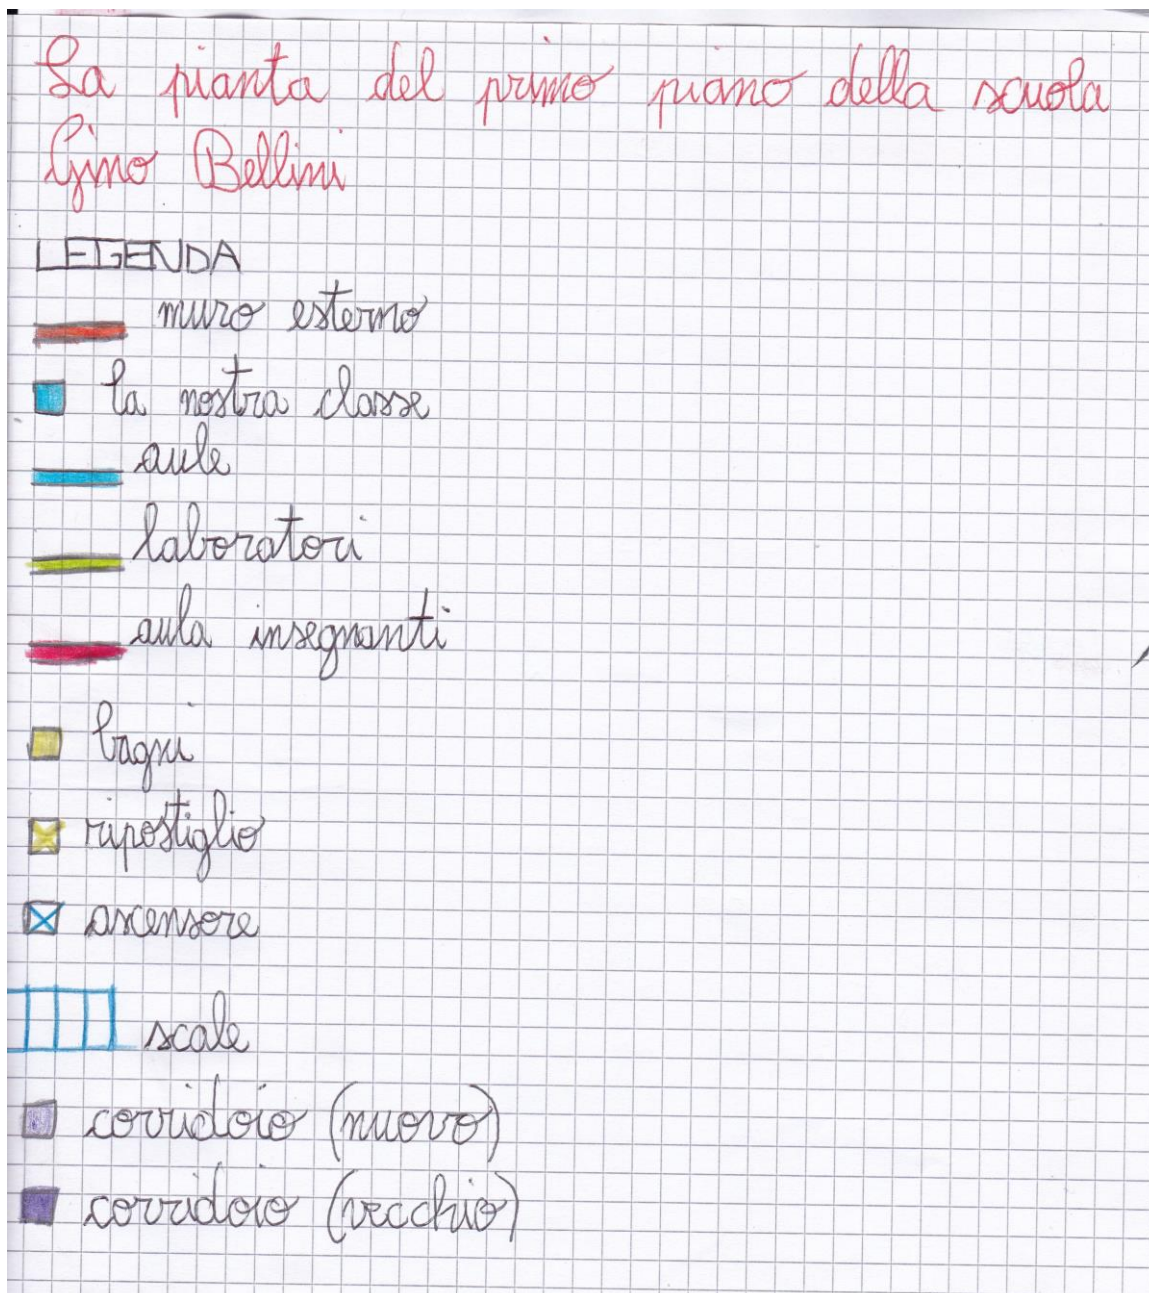 La pianta del primo piano della scuola
Gino Bellini
LEGENDA
muro esterno
la nostra classe
aule
laboratori
aula insegnanti
bagni
ripostiglio
ascensore
scale
corridoio (nuovo)
corridoio (vecchio)